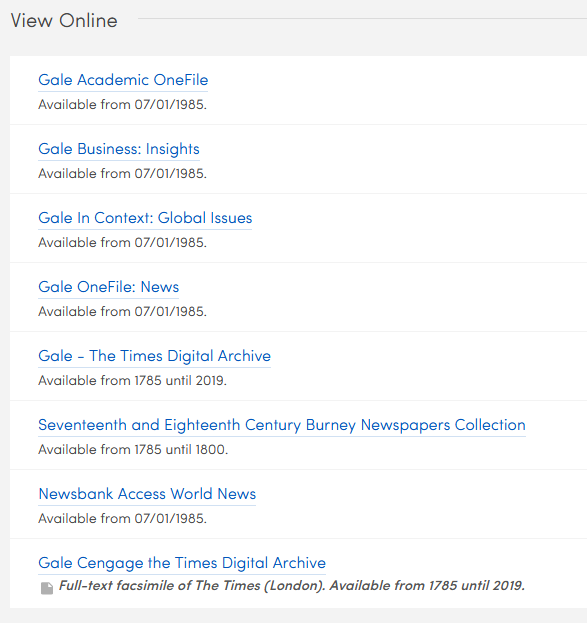 View Online
Gale Academic OneFile
Available from 07/01/1985.
Gale Business: Insights
Available from 07/01/1985.
Gale In Context: Global Issues
Available from 07/01/1985.
Gale OneFile: News
Available from 07/01/1985.
Gale - The Times Digital Archive
Available from 1785 until 2019.
Seventeenth and Eighteenth Century Burney Newspapers Collection
Available from 1785 until 1800.
Newsbank Access World News
Available from 07/01/1985.
Gale Cengage the Times Digital Archive
Full-text facsimile of The Times (London). Available from 1785 until 2019.